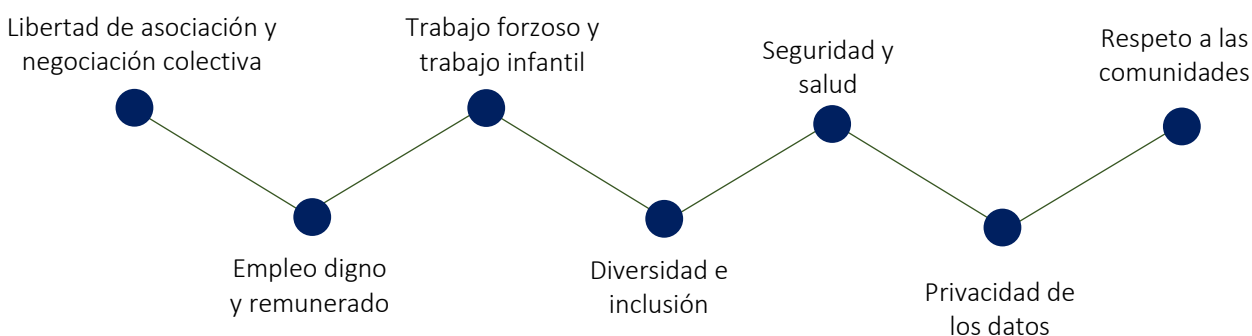 Libertad de asociación y
negociación colectiva
Empleo digno
y remunerado
Trabajo forzoso y
trabajo infantil
Diversidad e
inclusión
Seguridad y
salud
Privacidad de
los datos
Respeto a las
comunidades